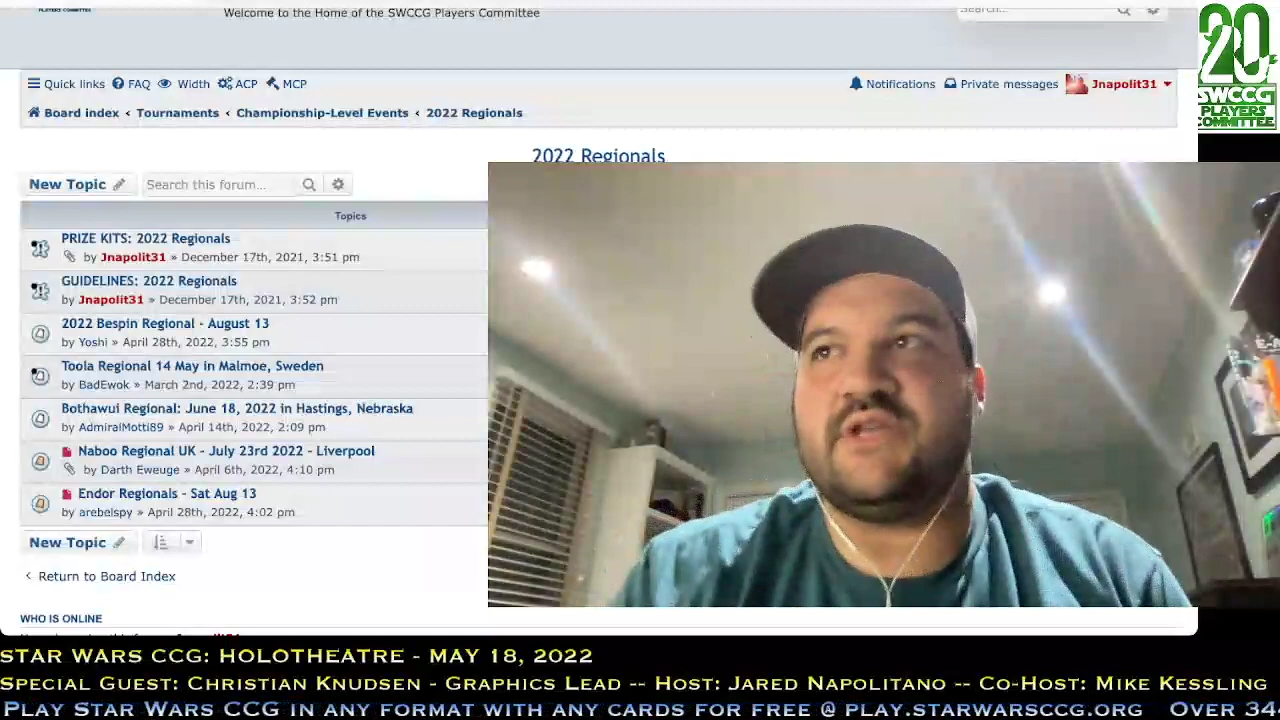 Welcome to the Home of the SWCCG Players Committee
Search...
Quick links FAQ Width ACP MCP
Notifications Private messages Jnapolit31
Board index ‹ Tournaments ‹ Championship-Level Events ‹ 2022 Regionals
2022 Regionals
New Topic Search this forum...
Topics
PRIZE KITS: 2022 Regionals
by Jnapolit31 » December 17th, 2021, 3:51 pm
GUIDELINES: 2022 Regionals
by Jnapolit31 » December 17th, 2021, 3:52 pm
2022 Bespin Regional - August 13
by Yoshi » April 28th, 2022, 3:55 pm
Toola Regional 14 May in Malmoe, Sweden
by BadEwok » March 2nd, 2022, 2:39 pm
Bothawui Regional: June 18, 2022 in Hastings, Nebraska
by AdmiralMotti89 » April 14th, 2022, 2:09 pm
Naboo Regional UK - July 23rd 2022 - Liverpool
by Darth Eweuge » April 6th, 2022, 4:10 pm
Endor Regionals - Sat Aug 13
by arebelspy » April 28th, 2022, 4:02 pm
New Topic
‹ Return to Board Index
WHO IS ONLINE
20
SWCCG
PLAYERS
COMMITTEE
STAR WARS CCG: HOLOTHEATRE - MAY 18, 2022
SPECIAL GUEST: CHRISTIAN KNUDSEN - GRAPHICS LEAD -- HOST: JARED NAPOLITANO -- CO-HOST: MIKE KESSLING
PLAY STAR WARS CCG IN ANY FORMAT WITH ANY CARDS FOR FREE @ PLAY.STARWARSCCG.ORG OVER 34